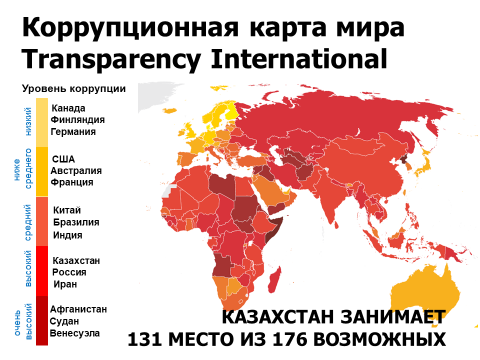 Коррупционная карта мира
Transparency International
Уровень коррупции
низкий
Канада
Финляндия
Германия
ниже
среднего
США
Австралия
Франция
средний
Китай
Бразилия
Индия
высокий
Казахстан
Россия
Иран
очень
высокий
Афганистан
Судан
Венесуэла
КАЗАХСТАН ЗАНИМАЕТ
131 МЕСТО ИЗ 176 ВОЗМОЖНЫХ